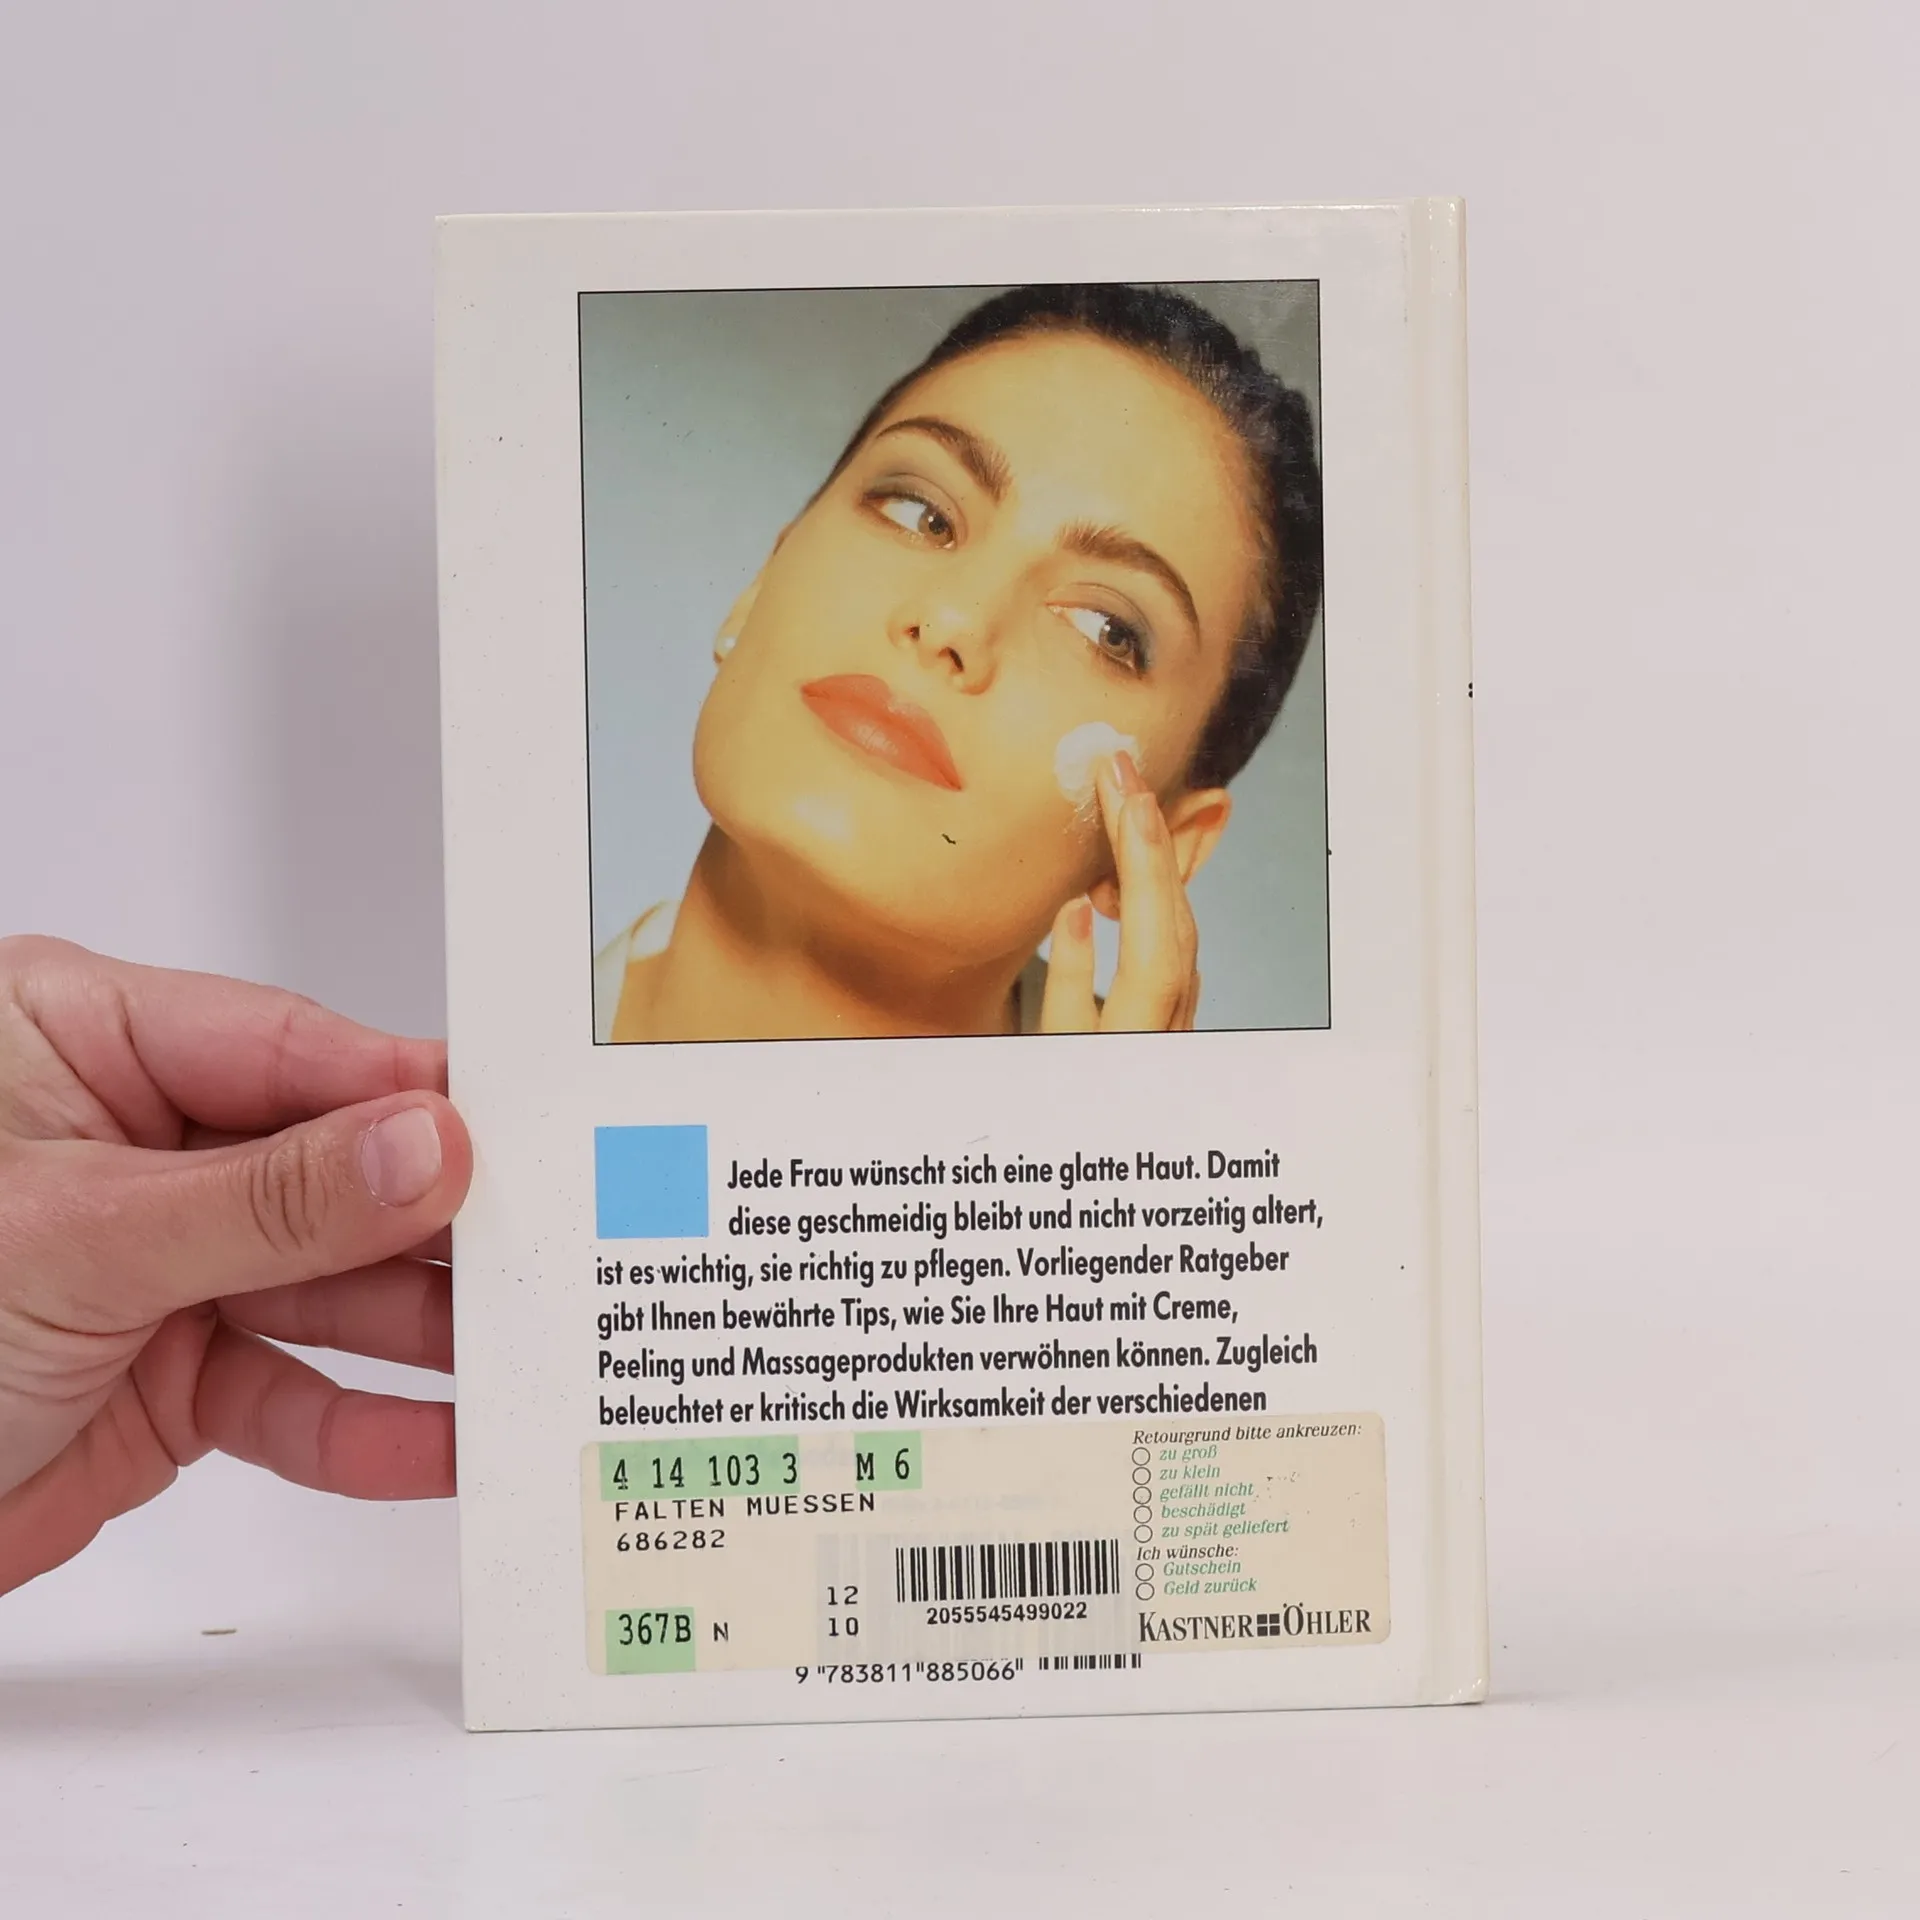 Jede Frau wünscht sich eine glatte Haut. Damit
diese geschmeidig bleibt und nicht vorzeitig altert,
ist es wichtig, sie richtig zu pflegen. Vorliegender Ratgeber
gibt Ihnen bewährte Tips, wie Sie Ihre Haut mit Creme,
Peeling und Massageprodukten verwöhnen können. Zugleich
beleuchtet er kritisch die Wirksamkeit der verschiedenen
4 14 103 3 M 6
FALTEN MUESSEN
686282
12
367B N 10
2055545499022
Retourgrund bitte ankreuzen:
zu groß
zu klein
gefällt nicht
beschädigt
zu spät geliefert
Ich wünsche:
Gutschein
Geld zurück
KASTNER ÖHLER
9 "783811"885066"